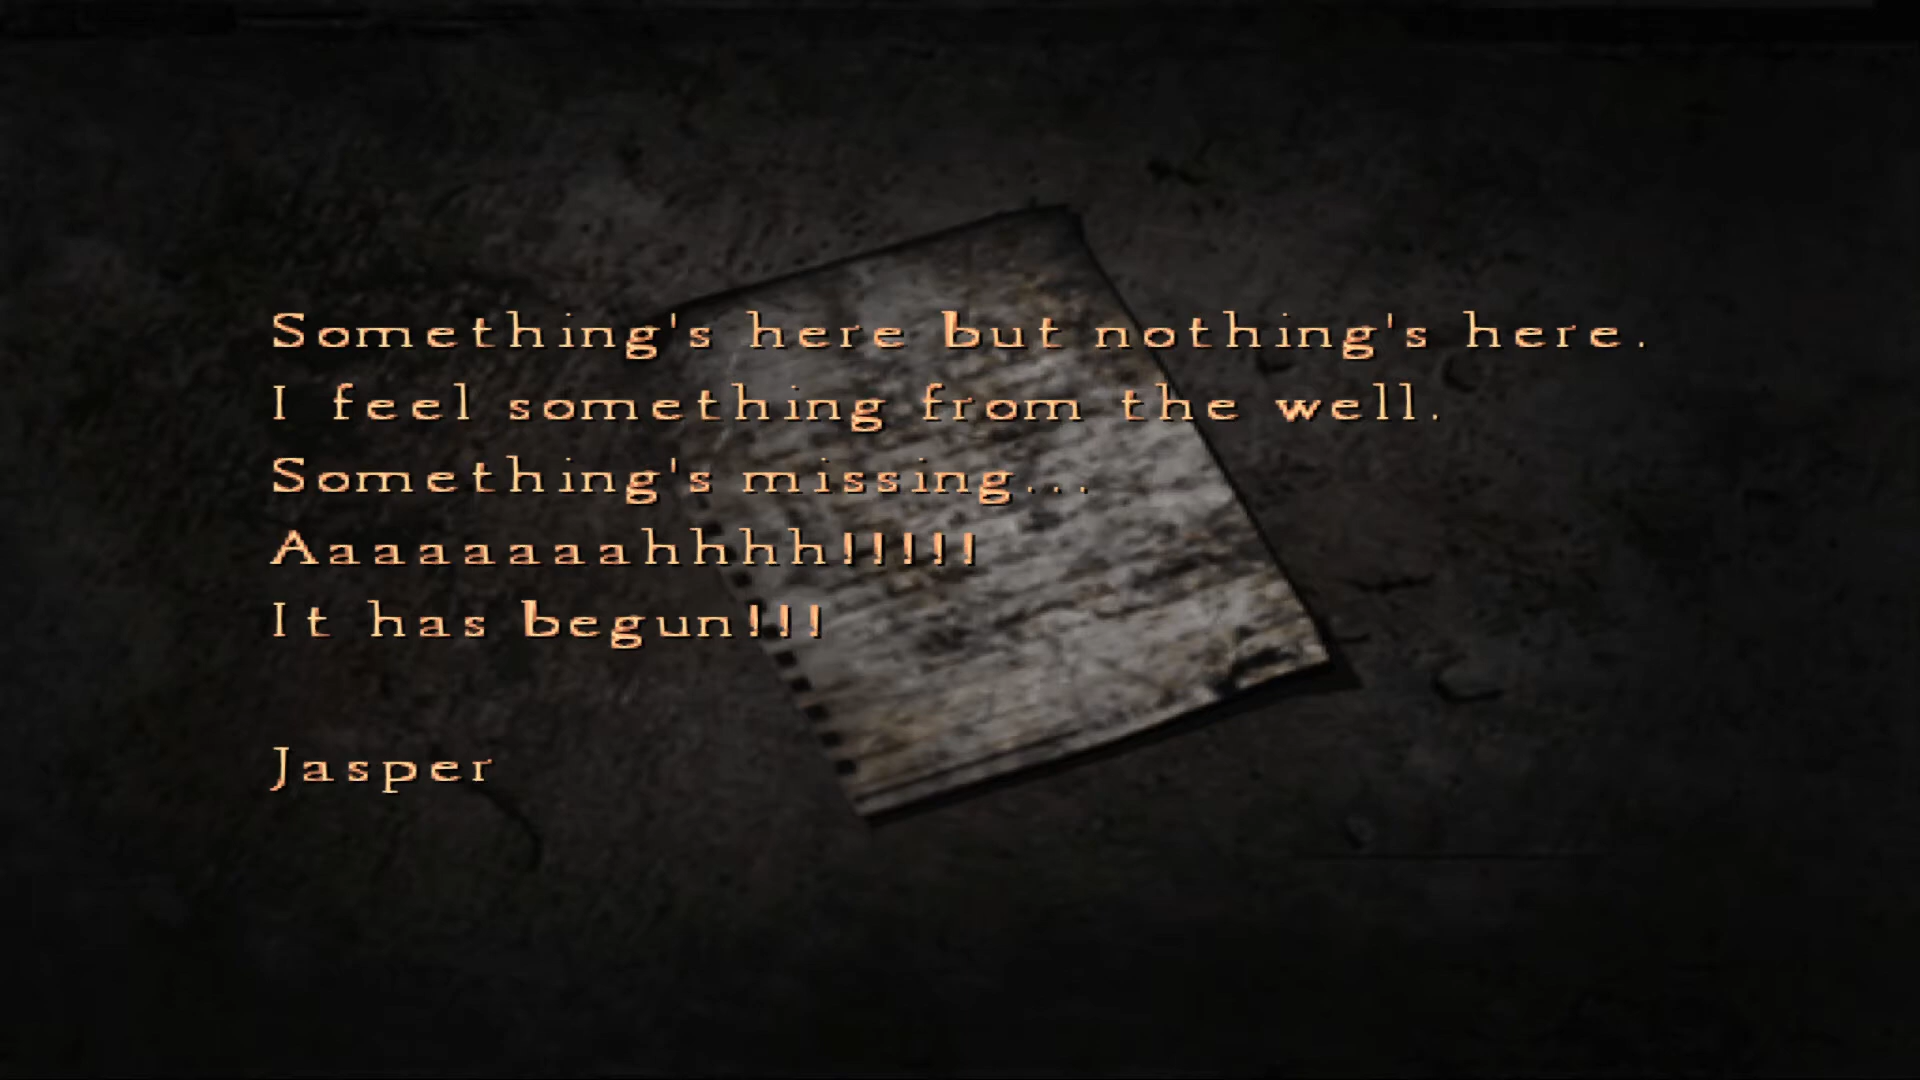 Something's here but nothing's here.
I feel something from the well.
Something's missing...
Aaaaaaaahhhh!!!!!
It has begun!!!
Jasper